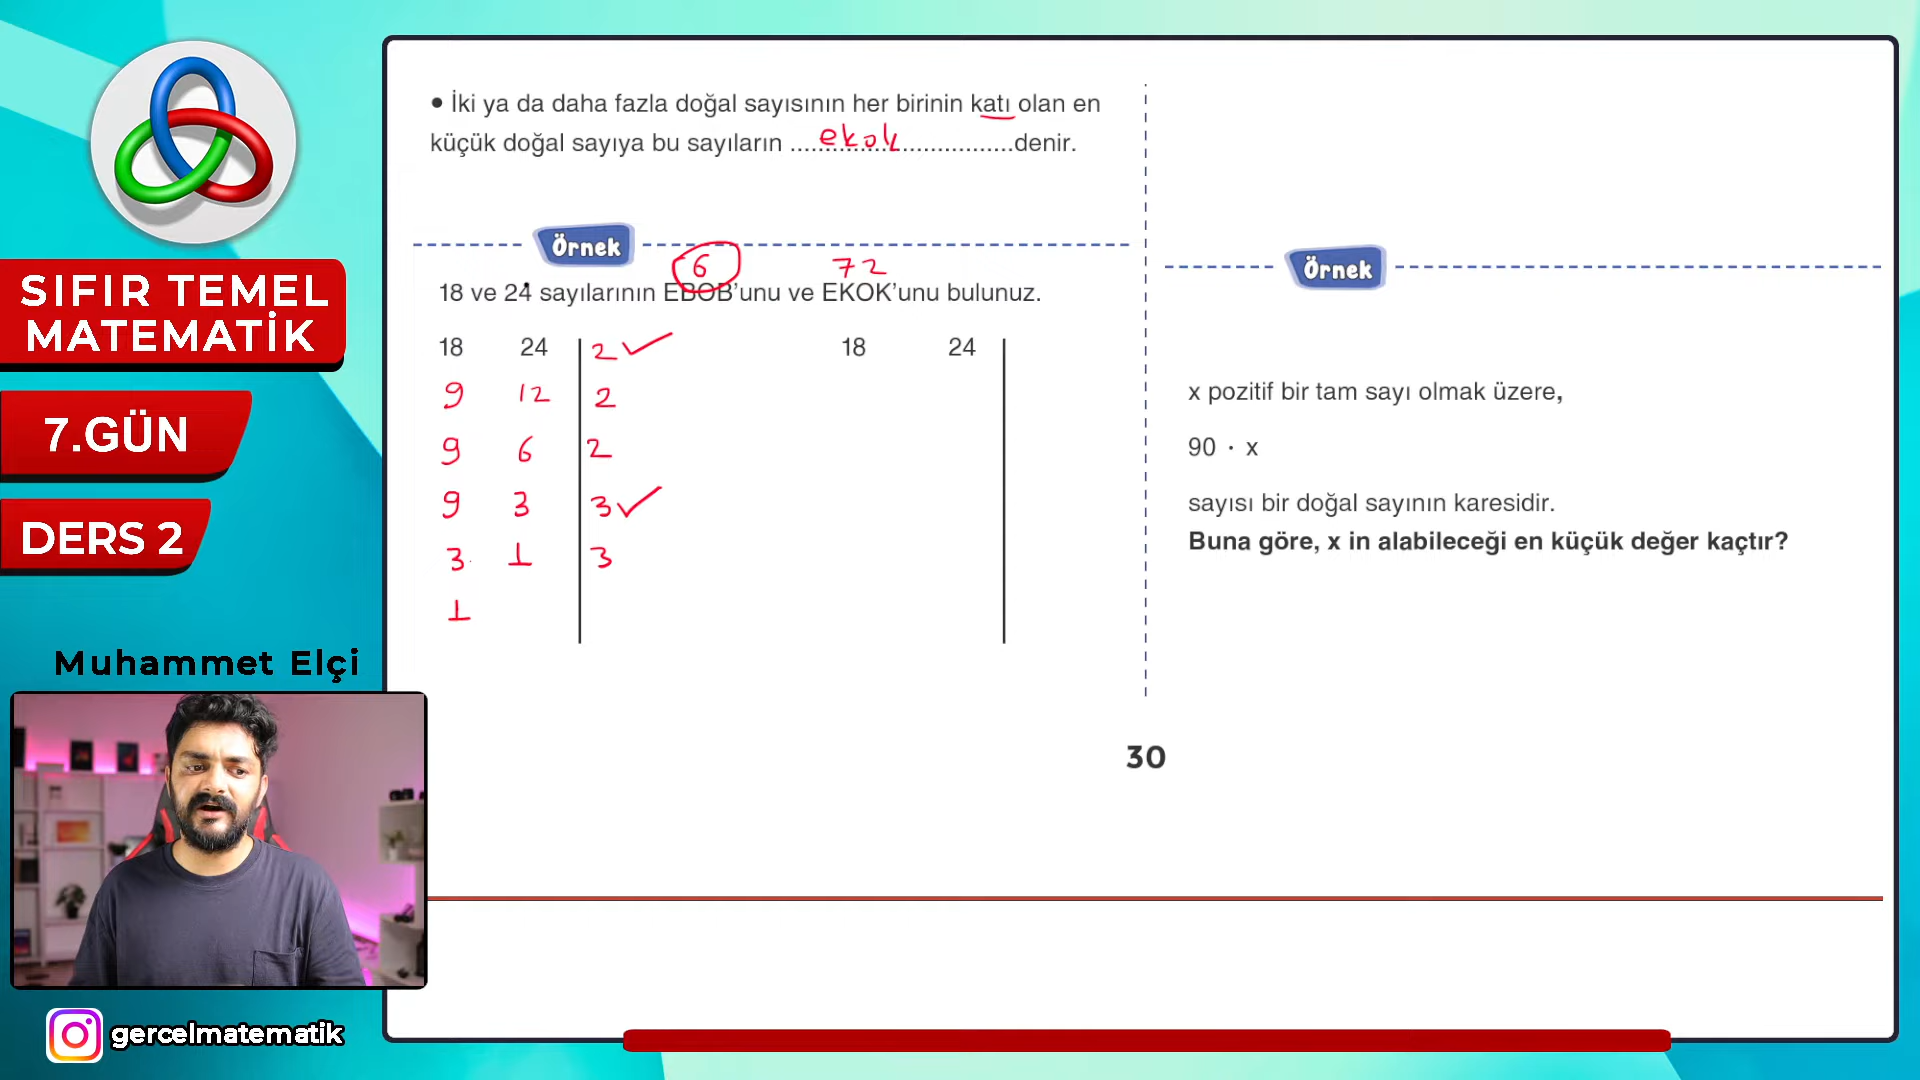 SIFIR TEMEL
MATEMATİK
7.GÜN
DERS 2
Muhammet Elçi
gercelmatematik
• İki ya da daha fazla doğal sayısının her birinin katı olan en
küçük doğal sayıya bu sayıların ......ekok......denir.
Örnek
6 72
18 ve 24 sayılarının EBOB'unu ve EKOK'unu bulunuz.
18 24 2 ✓
9 12 2
9 6 2
9 3 3 ✓
3 1 3
1
18 24
Örnek
x pozitif bir tam sayı olmak üzere,
90 · x
sayısı bir doğal sayının karesidir.
Buna göre, x in alabileceği en küçük değer kaçtır?
30